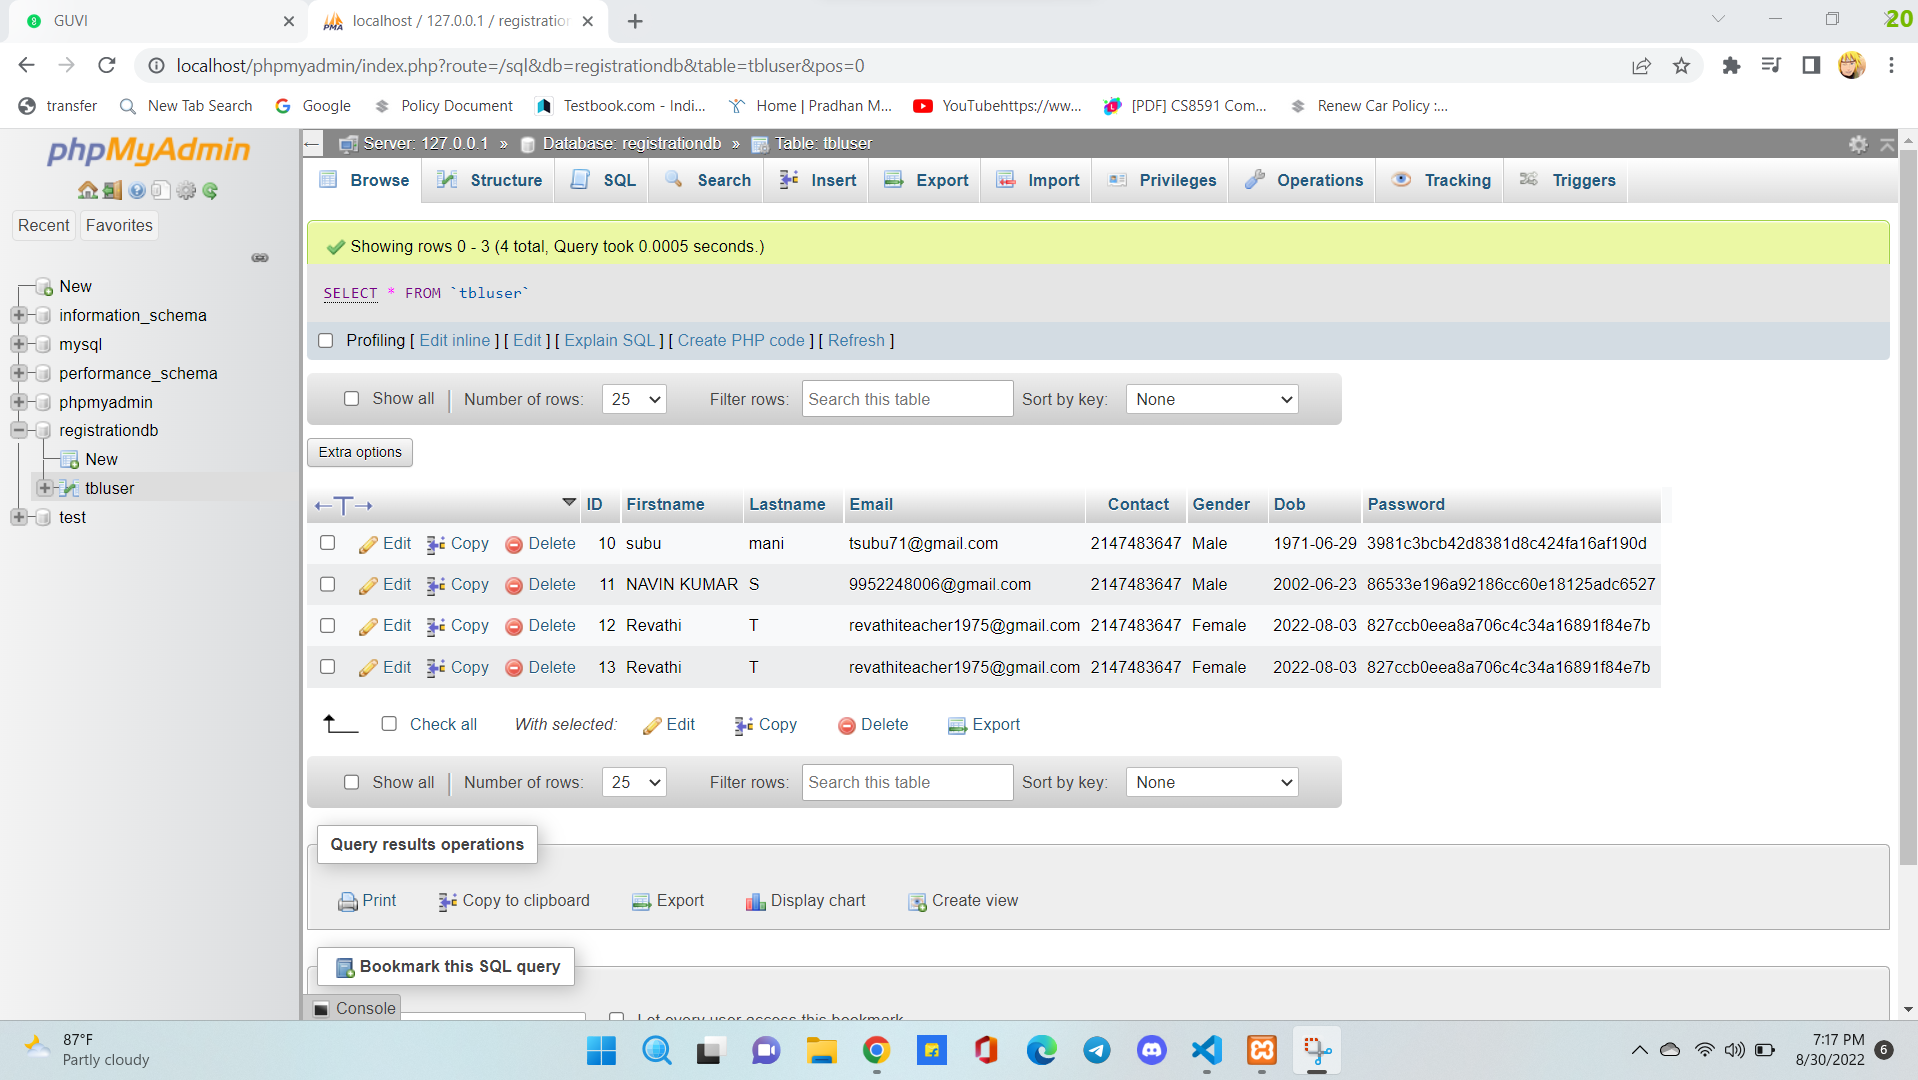 GUVI
localhost / 127.0.0.1 / registration
20
localhost/phpmyadmin/index.php?route=/sql&db=registrationdb&table=tbluser&pos=0
transfer
New Tab Search
Google
Policy Document
Testbook.com - Indi...
Home | Pradhan M...
YouTubehttps://ww...
[PDF] CS8591 Com...
Renew Car Policy :...
phpMyAdmin
Recent
Favorites
New
information_schema
mysql
performance_schema
phpmyadmin
registrationdb
New
tbluser
test
Server: 127.0.0.1 » Database: registrationdb » Table: tbluser
Browse Structure SQL Search Insert Export Import Privileges Operations Tracking Triggers
Showing rows 0 - 3 (4 total, Query took 0.0005 seconds.)
SELECT * FROM `tbluser`
Profiling [ Edit inline ] [ Edit ] [ Explain SQL ] [ Create PHP code ] [ Refresh ]
Show all Number of rows: 25 Filter rows: Search this table Sort by key: None
Extra options
ID Firstname Lastname Email Contact Gender Dob Password
Edit Copy Delete 10 subu mani tsubu71@gmail.com 2147483647 Male 1971-06-29 3981c3bcb42d8381d8c424fa16af190d
Edit Copy Delete 11 NAVIN KUMAR S 9952248006@gmail.com 2147483647 Male 2002-06-23 86533e196a92186cc60e18125adc6527
Edit Copy Delete 12 Revathi T revathiteacher1975@gmail.com 2147483647 Female 2022-08-03 827ccb0eea8a706c4c34a16891f84e7b
Edit Copy Delete 13 Revathi T revathiteacher1975@gmail.com 2147483647 Female 2022-08-03 827ccb0eea8a706c4c34a16891f84e7b
Check all With selected: Edit Copy Delete Export
Show all Number of rows: 25 Filter rows: Search this table Sort by key: None
Query results operations
Print Copy to clipboard Export Display chart Create view
Bookmark this SQL query
Console
Let every user access this bookmark
87°F
Partly cloudy
7:17 PM
8/30/2022
6